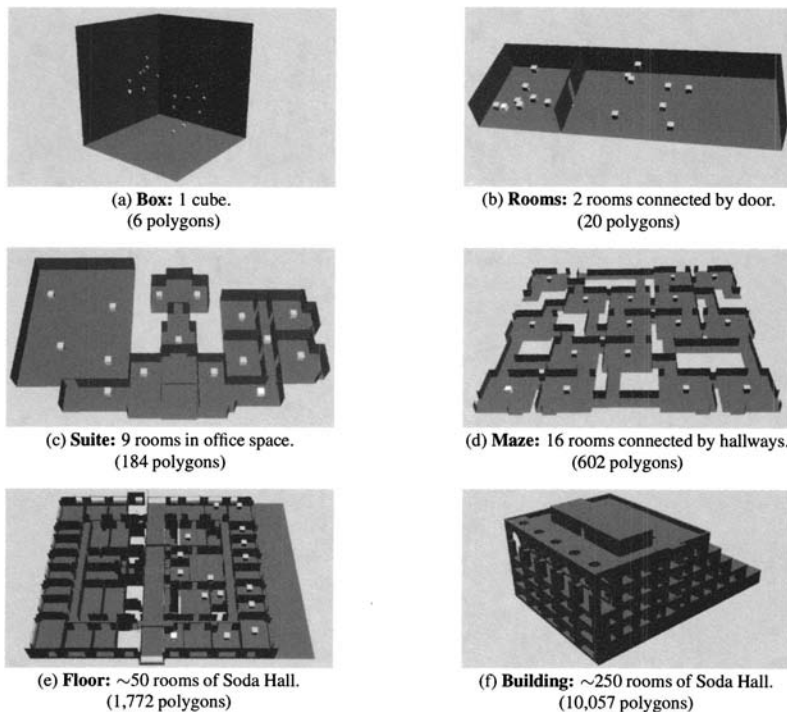 (a) Box: 1 cube.
(6 polygons)
(b) Rooms: 2 rooms connected by door.
(20 polygons)
(c) Suite: 9 rooms in office space.
(184 polygons)
(d) Maze: 16 rooms connected by hallways.
(602 polygons)
(e) Floor: ∼50 rooms of Soda Hall.
(1,772 polygons)
(f) Building: ∼250 rooms of Soda Hall.
(10,057 polygons)